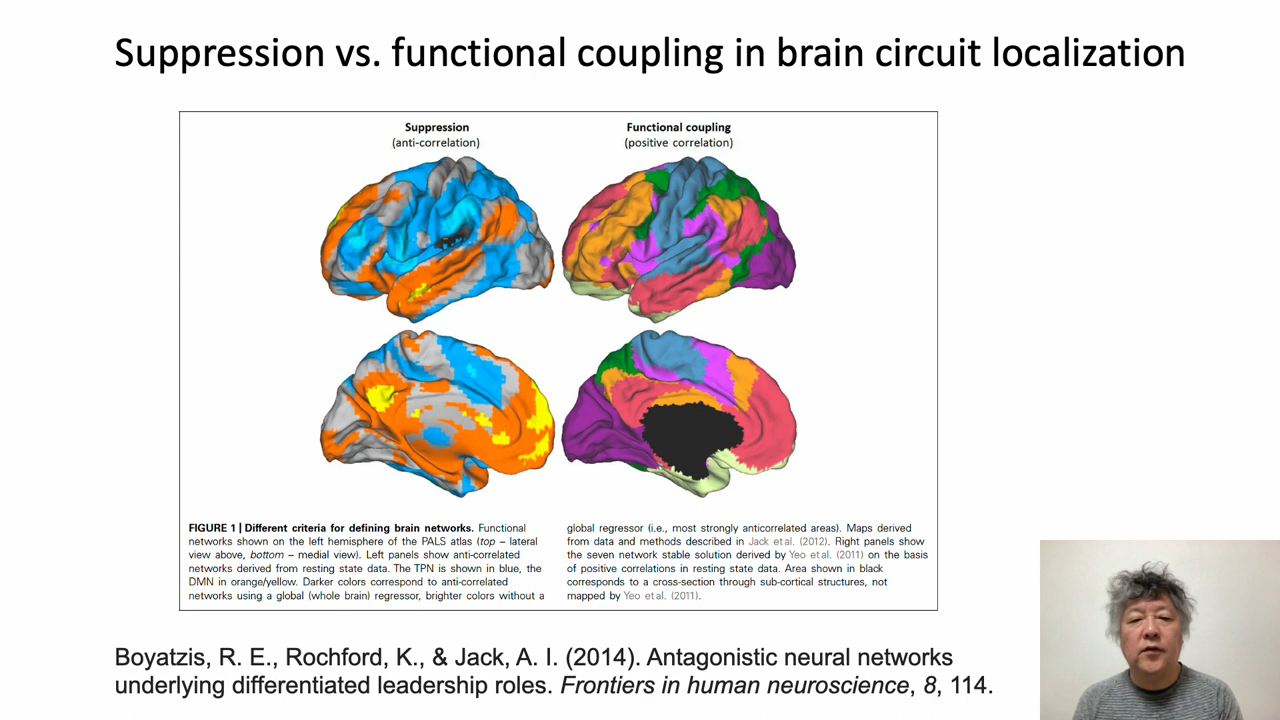 Suppression vs. functional coupling in brain circuit localization
Suppression
(anti-correlation)
Functional coupling
(positive correlation)
FIGURE 1 | Different criteria for defining brain networks. Functional
networks shown on the left hemisphere of the PALS atlas (top – lateral
view above, bottom – medial view). Left panels show anti-correlated
networks derived from resting state data. The TPN is shown in blue, the
DMN in orange/yellow. Darker colors correspond to anti-correlated
networks using a global (whole brain) regressor, brighter colors without a
global regressor (i.e., most strongly anticorrelated areas). Maps derived
from data and methods described in Jack et al. (2012). Right panels show
the seven network stable solution derived by Yeo et al. (2011) on the basis
of positive correlations in resting state data. Area shown in black
corresponds to a cross-section through sub-cortical structures, not
mapped by Yeo et al. (2011).
Boyatzis, R. E., Rochford, K., & Jack, A. I. (2014). Antagonistic neural networks
underlying differentiated leadership roles. Frontiers in human neuroscience, 8, 114.